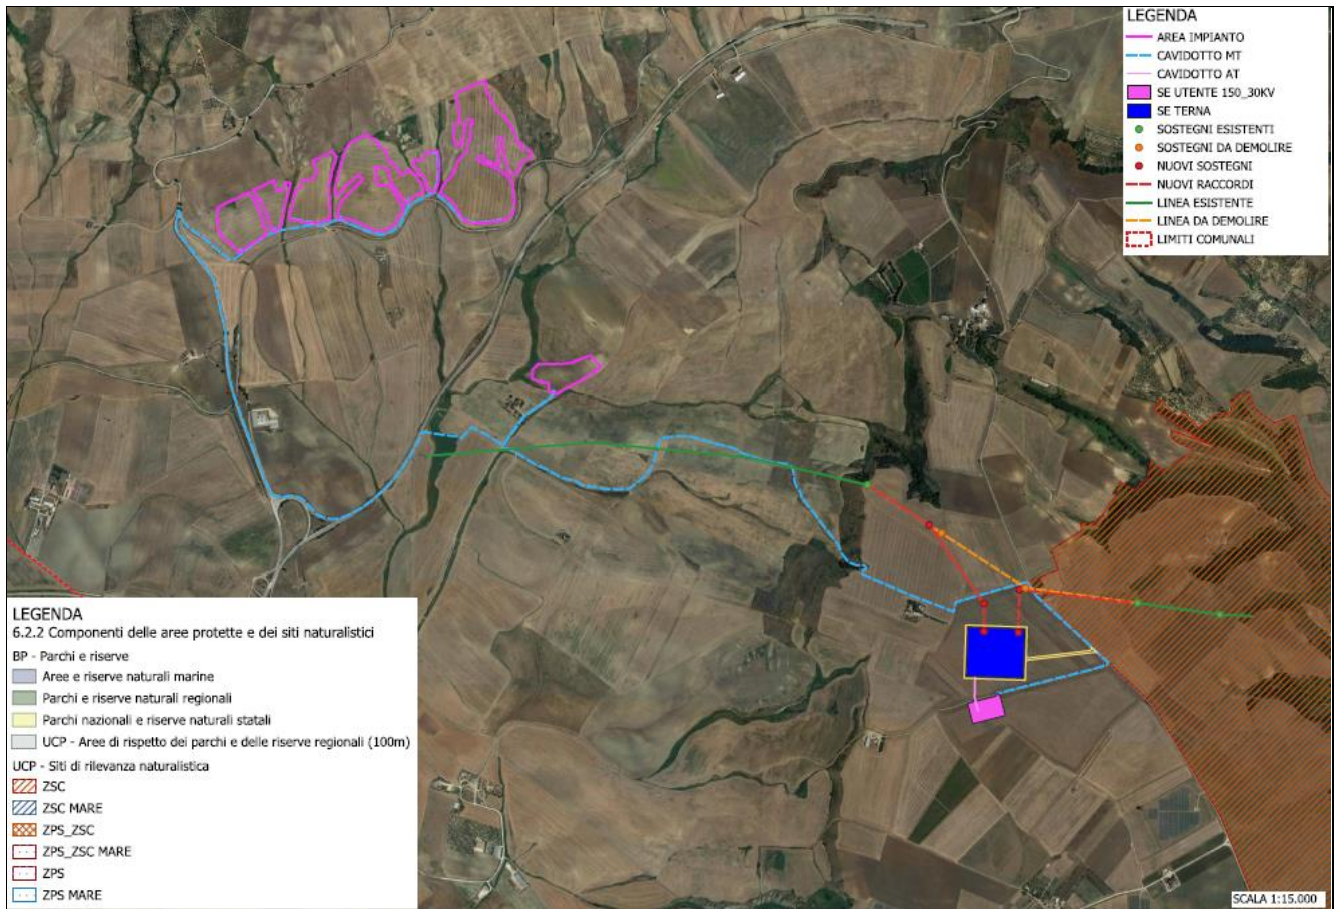 LEGENDA
AREA IMPIANTO
CAVIDOTTO MT
CAVIDOTTO AT
SE UTENTE 150_30KV
SE TERNA
SOSTEGNI ESISTENTI
SOSTEGNI DA DEMOLIRE
NUOVI SOSTEGNI
NUOVI RACCORDI
LINEA ESISTENTE
LINEA DA DEMOLIRE
LIMITI COMUNALI
LEGENDA
6.2.2 Componenti delle aree protette e dei siti naturalistici
BP - Parchi e riserve
Aree e riserve naturali marine
Parchi e riserve naturali regionali
Parchi nazionali e riserve naturali statali
UCP - Aree di rispetto dei parchi e delle riserve regionali (100m)
UCP - Siti di rilevanza naturalistica
ZSC
ZSC MARE
ZPS_ZSC
ZPS_ZSC MARE
ZPS
ZPS MARE
SCALA 1:15.000